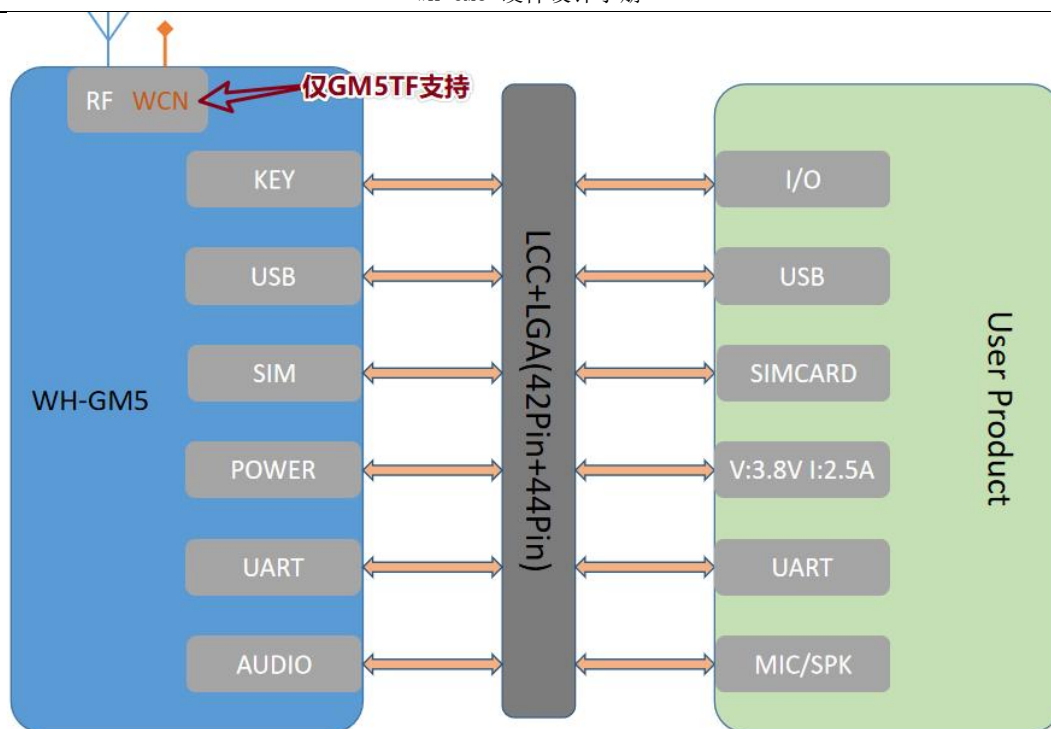 RF WCN
仅GM5TF支持
KEY
I/O
USB
USB
SIM
SIMCARD
WH-GM5
LCC+LGA(42Pin+44Pin)
User Product
POWER
V:3.8V I:2.5A
UART
UART
AUDIO
MIC/SPK